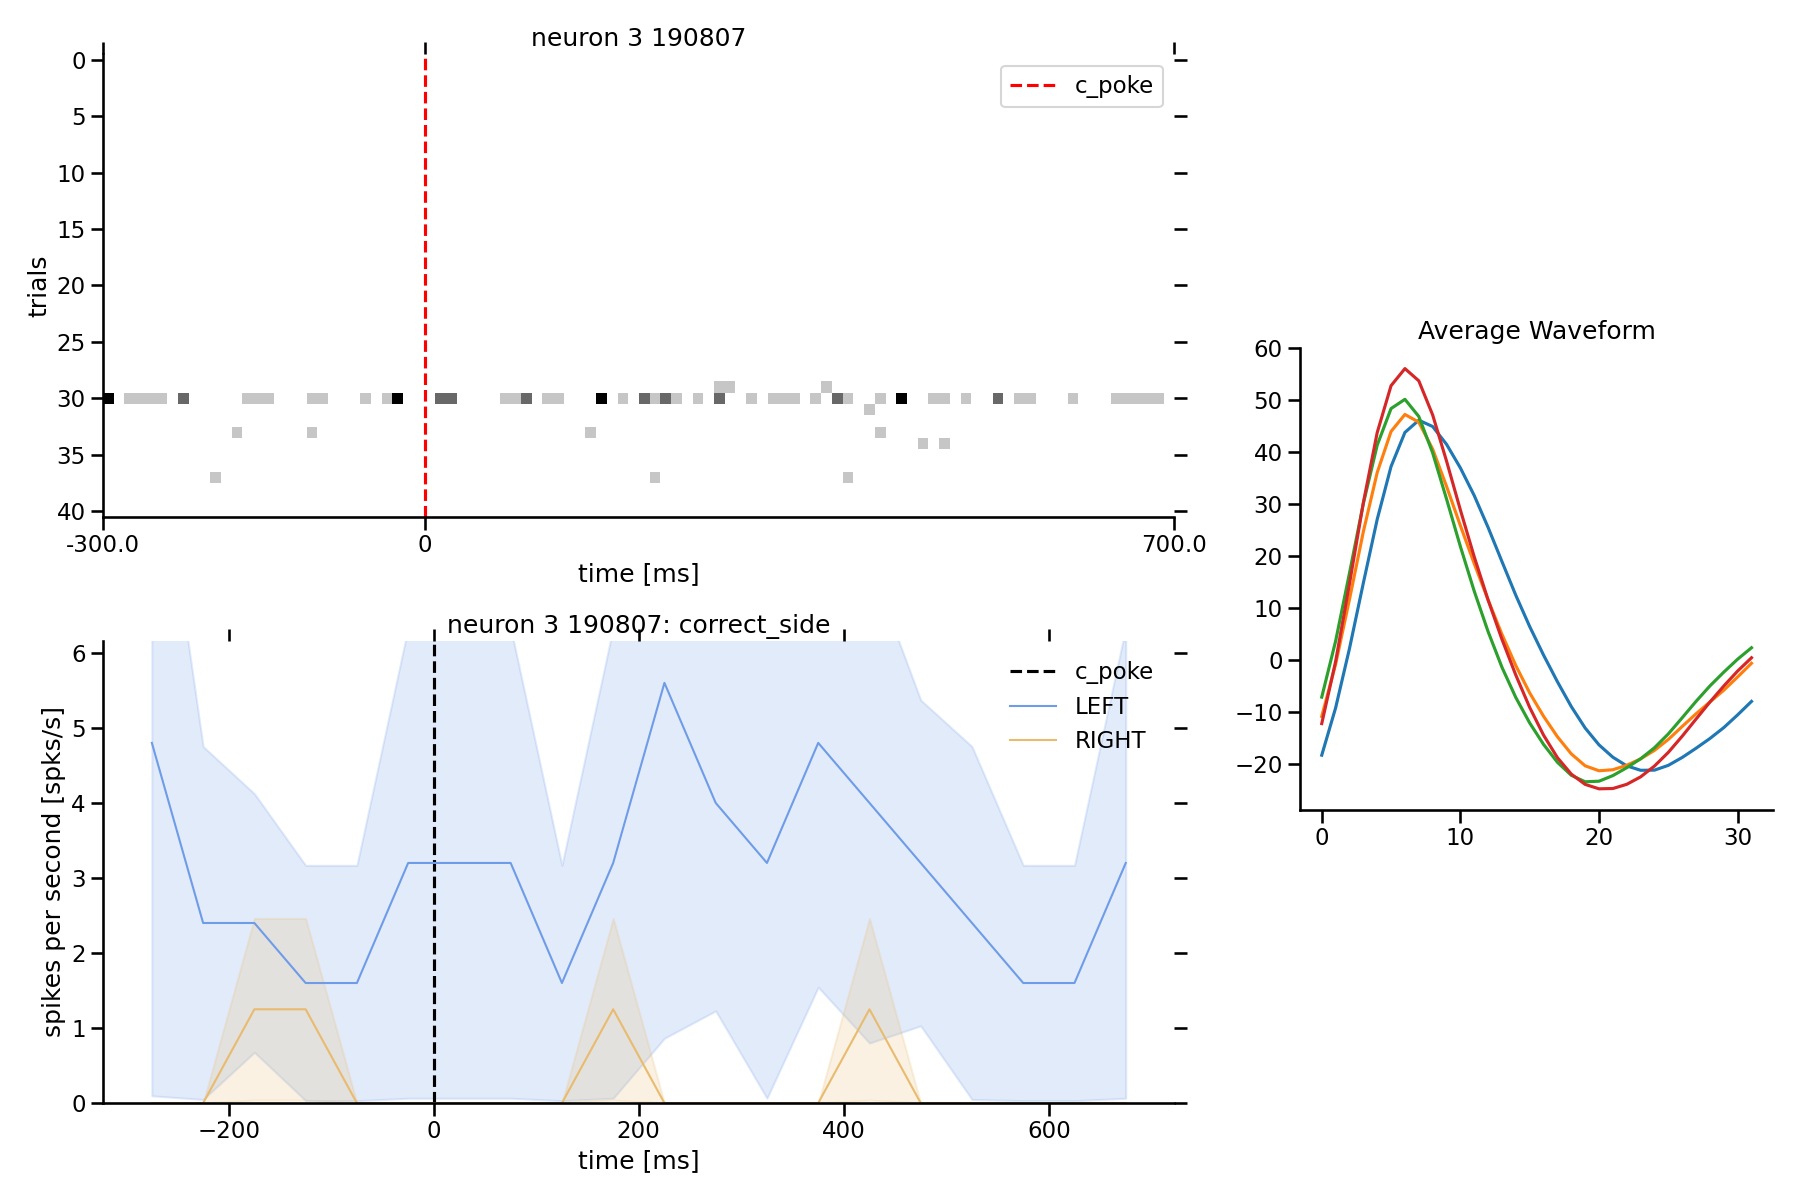 neuron 3 190807
c_poke
trials
0
5
10
15
20
25
30
35
40
-300.0 0 700.0
time [ms]
neuron 3 190807: correct_side
c_poke
LEFT
RIGHT
spikes per second [spks/s]
6
5
4
3
2
1
0
−200 0 200 400 600
time [ms]
Average Waveform
60
50
40
30
20
10
0
−10
−20
0 10 20 30